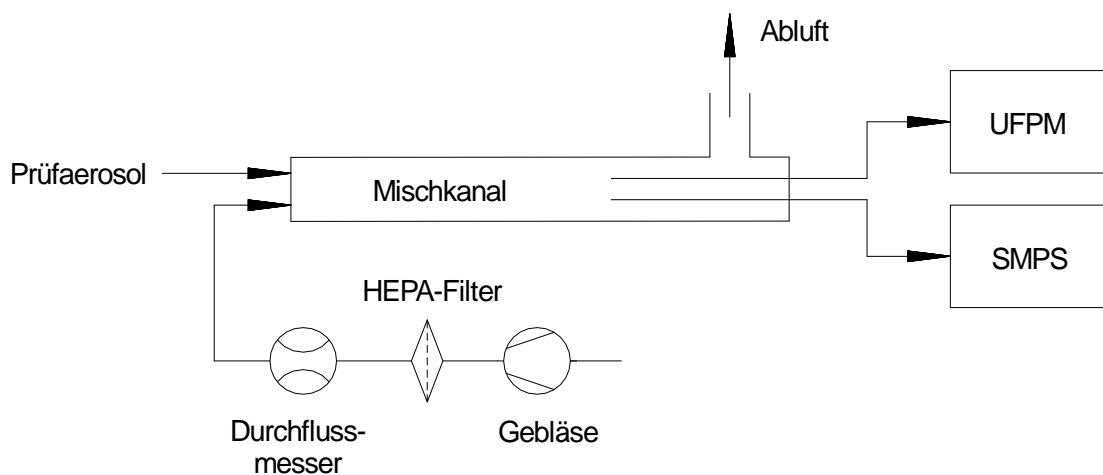 Abluft
UFPM
Prüfaerosol
Mischkanal
SMPS
HEPA-Filter
Durchfluss-
messer
Gebläse